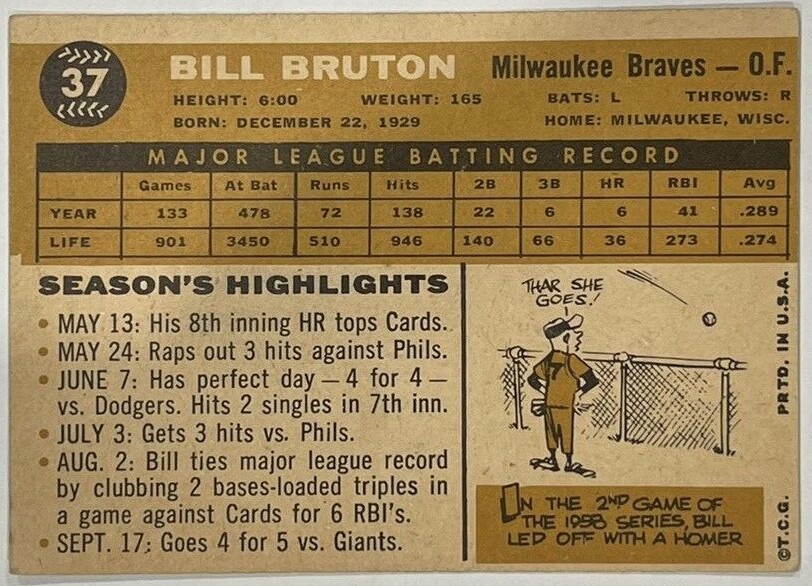 37
BILL BRUTON
Milwaukee Braves — O.F.
HEIGHT: 6:00 WEIGHT: 165 BATS: L THROWS: R
BORN: DECEMBER 22, 1929 HOME: MILWAUKEE, WISC.
MAJOR LEAGUE BATTING RECORD
Games At Bat Runs Hits 2B 3B HR RBI Avg
YEAR 133 478 72 138 22 6 6 41 .289
LIFE 901 3450 510 946 140 66 36 273 .274
SEASON'S HIGHLIGHTS
• MAY 13: His 8th inning HR tops Cards.
• MAY 24: Raps out 3 hits against Phils.
• JUNE 7: Has perfect day — 4 for 4 —
vs. Dodgers. Hits 2 singles in 7th inn.
• JULY 3: Gets 3 hits vs. Phils.
• AUG. 2: Bill ties major league record
by clubbing 2 bases-loaded triples in
a game against Cards for 6 RBI's.
• SEPT. 17: Goes 4 for 5 vs. Giants.
THAR SHE
GOES!
7
IN THE 2ND GAME OF
THE 1958 SERIES, BILL
LED OFF WITH A HOMER
PRTD. IN U.S.A.
©T.C.G.